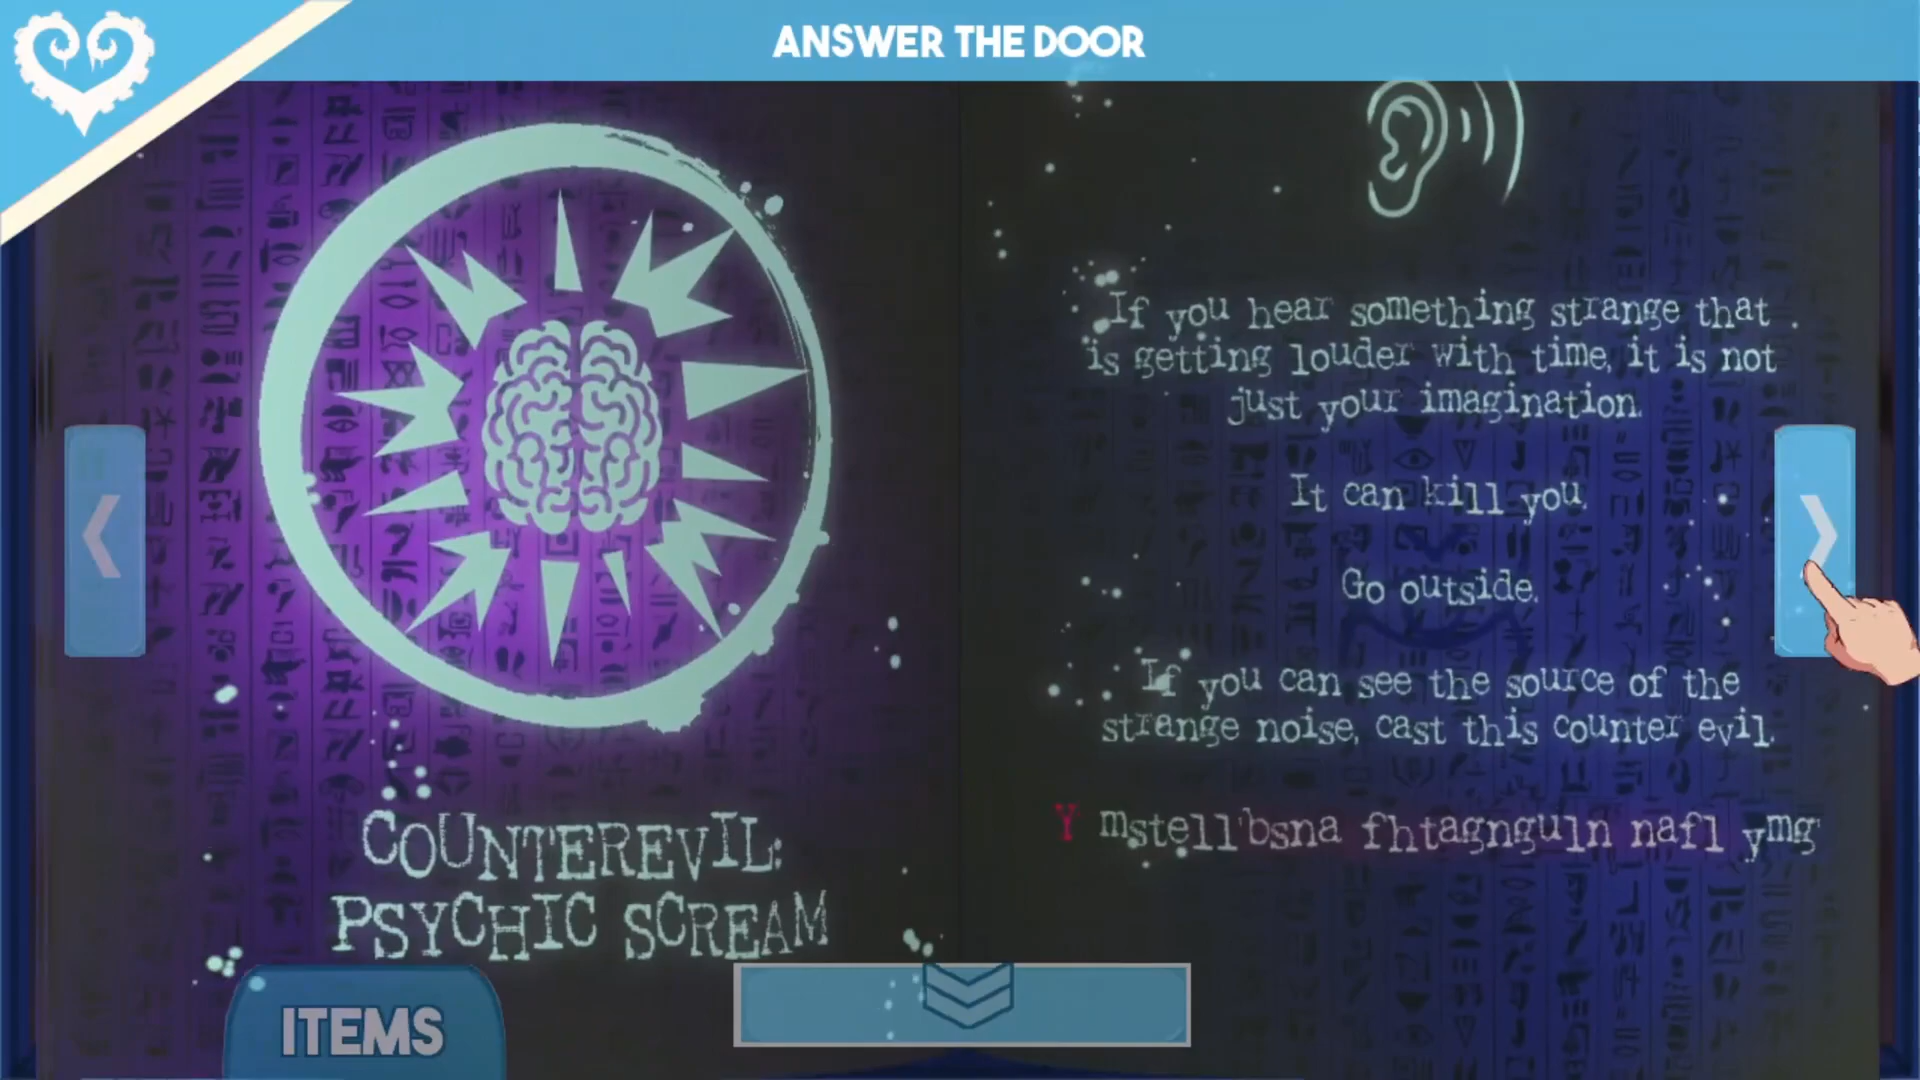 ANSWER THE DOOR
If you hear something strange that
is getting louder with time, it is not
just your imagination.
It can kill you.
Go outside.
If you can see the source of the
strange noise, cast this counter evil.
Y mstell'bsna fhtagnguln nafl ymg'
COUNTEREVIL:
PSYCHIC SCREAM
ITEMS